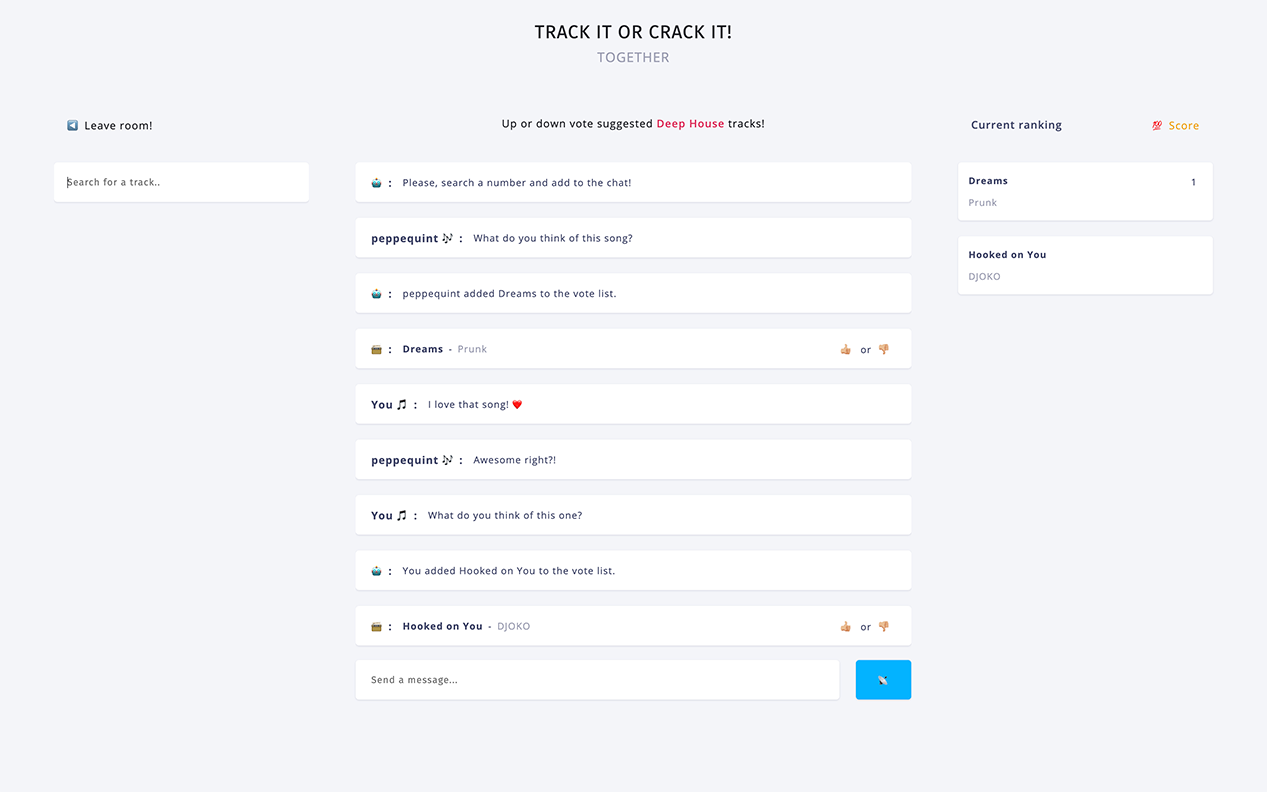 TRACK IT OR CRACK IT!
TOGETHER
Leave room!
Search for a track..
Up or down vote suggested Deep House tracks!
: Please, search a number and add to the chat!
peppequint 🎶 : What do you think of this song?
: peppequint added Dreams to the vote list.
: Dreams - Prunk 👍 or 👎
You 🎵 : I love that song! ❤️
peppequint 🎶 : Awesome right?!
You 🎵 : What do you think of this one?
: You added Hooked on You to the vote list.
: Hooked on You - DJOKO 👍 or 👎
Send a message...
Current ranking 💯 Score
Dreams 1
Prunk
Hooked on You
DJOKO